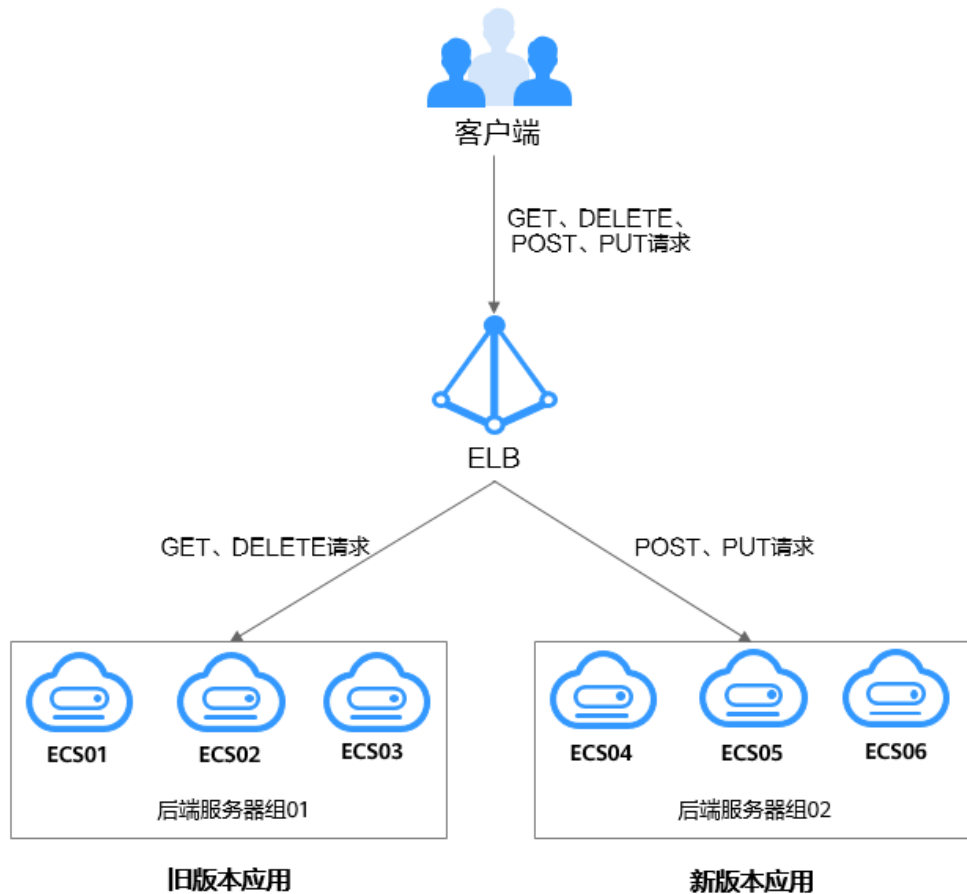 客户端
GET、DELETE、
POST、PUT请求
ELB
GET、DELETE请求
POST、PUT请求
ECS01
ECS02
ECS03
后端服务器组01
旧版本应用
ECS04
ECS05
ECS06
后端服务器组02
新版本应用